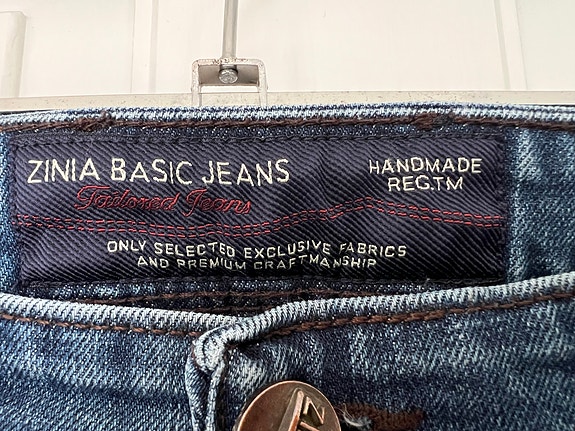 ZINIA BASIC JEANS
Tailored Jeans
HANDMADE
REG.TM
ONLY SELECTED EXCLUSIVE FABRICS
AND PREMIUM CRAFTMANSHIP